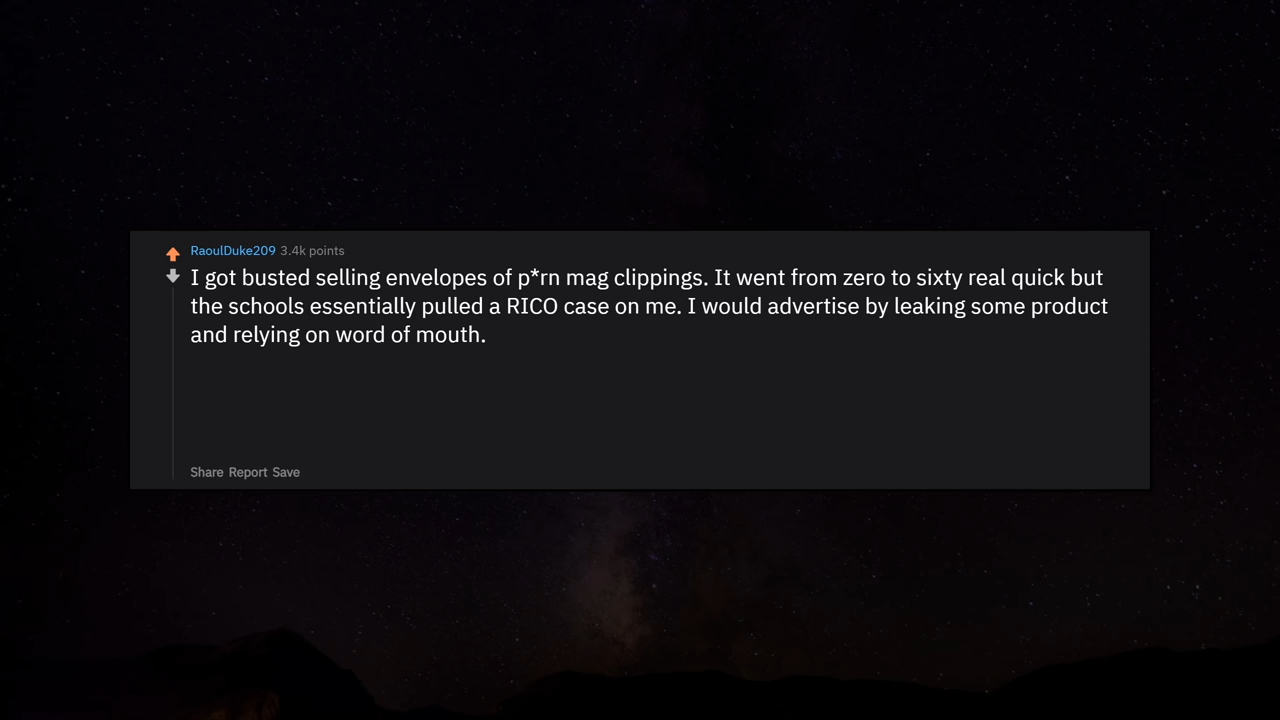 RaoulDuke209 3.4k points
I got busted selling envelopes of p*rn mag clippings. It went from zero to sixty real quick but
the schools essentially pulled a RICO case on me. I would advertise by leaking some product
and relying on word of mouth.
Share Report Save